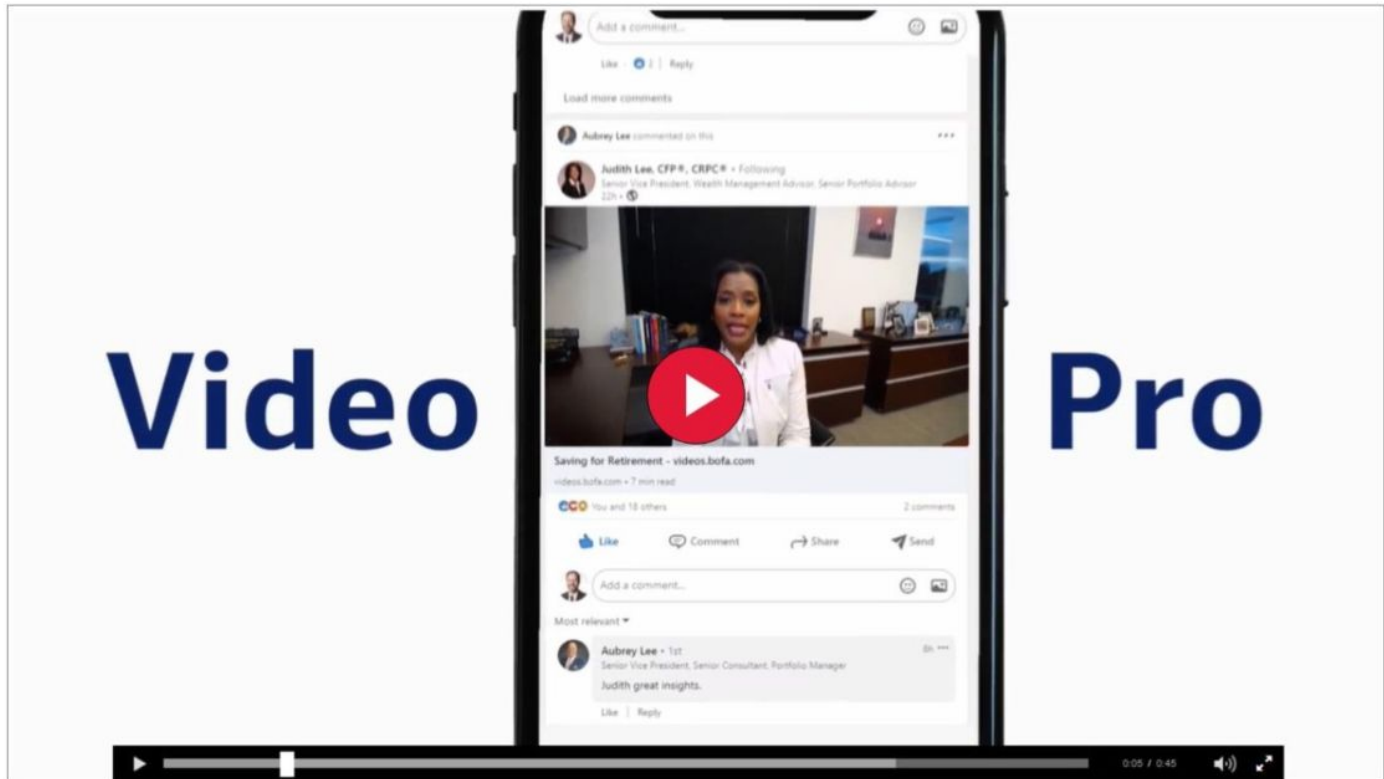 Add a comment...
Like 1 Reply
Load more comments
Aubrey Lee commented on this
Judith Lee, CFP®, CRPC® • Following
Senior Vice President, Wealth Management Advisor, Senior Portfolio Advisor
22h •
Video Pro
Saving for Retirement - videos.bofa.com
videos.bofa.com • 7 min read
You and 18 others 2 comments
Like Comment Share Send
Add a comment...
Most relevant
Aubrey Lee • 1st 8h
Senior Vice President, Senior Consultant, Portfolio Manager
Judith great insights.
Like Reply
0:05 / 0:45